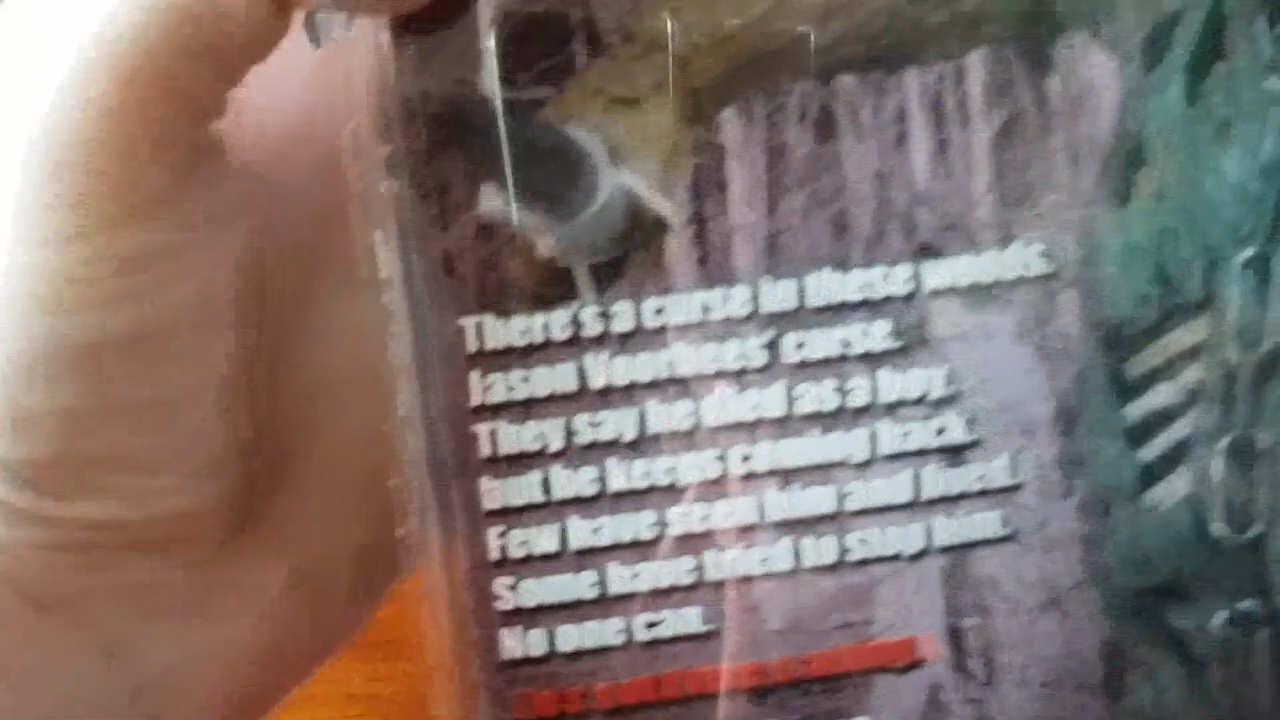 There's a curse in these woods.
Jason Voorhees' curse.
They say he died as a boy,
but he keeps coming back.
Few have seen him and lived.
Some have tried to stop him.
No one can.